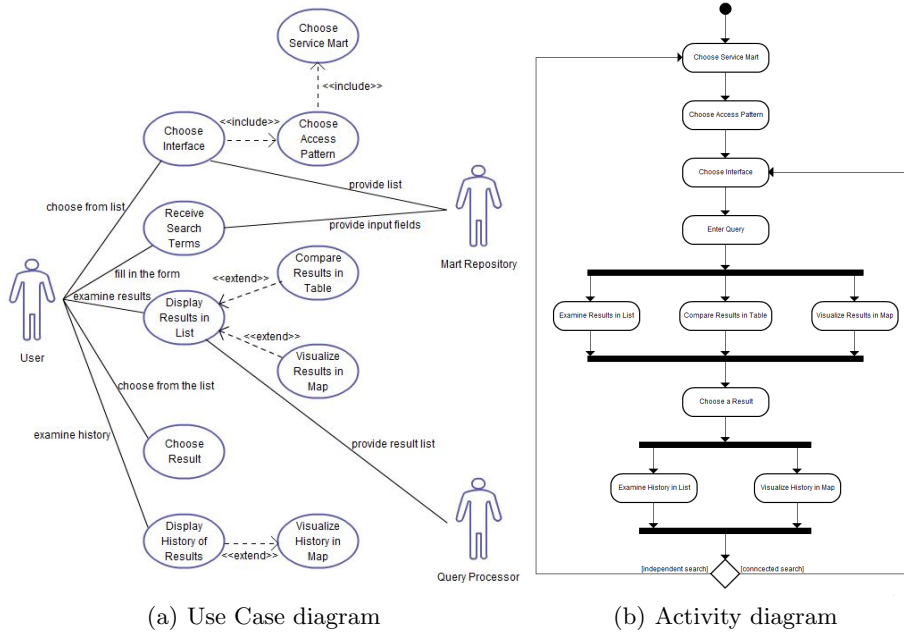 Choose
Service Mart
<<include>>
<<include>>
Choose
Interface
Choose
Access
Pattern
provide list
choose from list
Receive
Search
Terms
provide input fields
Mart Repository
fill in the form
<<extend>>
Compare
Results in
Table
examine results
Display
Results in
List
<<extend>>
User
Visualize
Results in
Map
choose from the list
provide result list
examine history
Choose
Result
Display
History of
Results
<<extend>>
Visualize
History in
Map
Query Processor
(a) Use Case diagram
Choose Service Mart
Choose Access Pattern
Choose Interface
Enter Query
Examine Results in List
Compare Results in Table
Visualize Results in Map
Choose a Result
Examine History in List
Visualize History in Map
[independent search]
[conncected search]
(b) Activity diagram